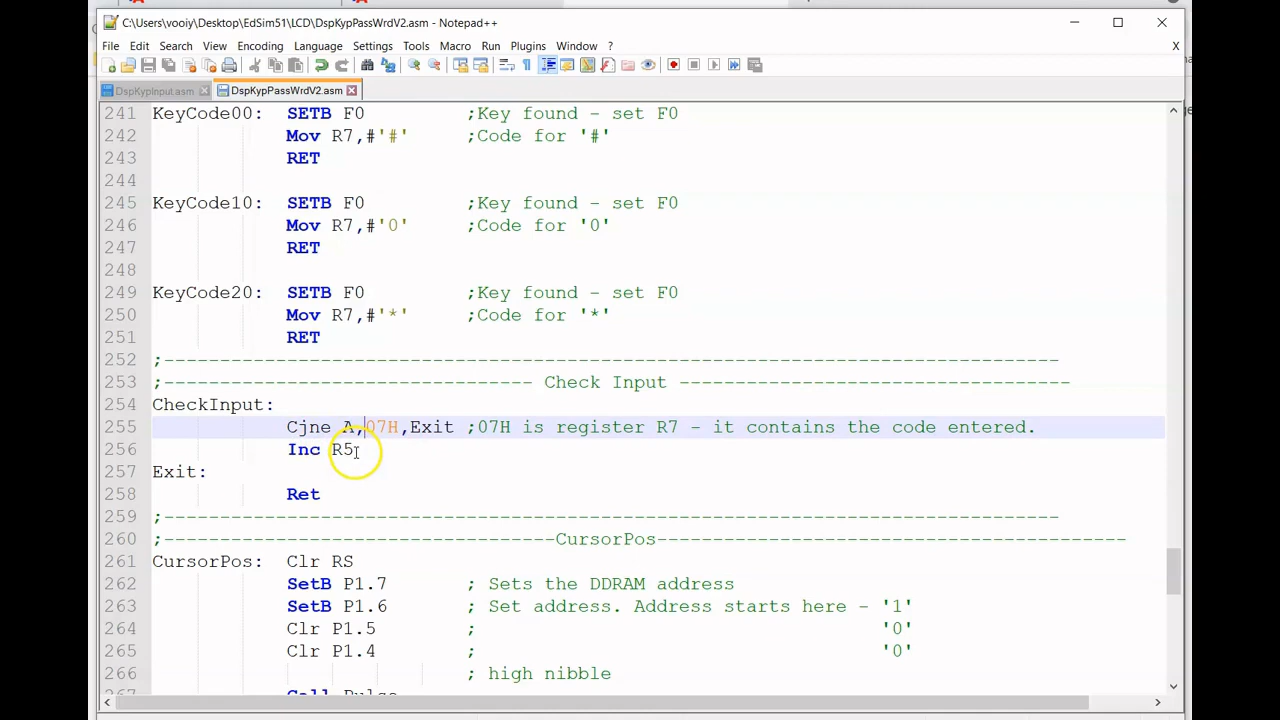 C:\Users\vooiy\Desktop\EdSim51\LCD\DspKypPassWrdV2.asm - Notepad++
File Edit Search View Encoding Language Settings Tools Macro Run Plugins Window ? X
DspKypInput.asm DspKypPassWrdV2.asm
241 KeyCode00: SETB F0 ;Key found - set F0
242 Mov R7,#'#' ;Code for '#'
243 RET
244
245 KeyCode10: SETB F0 ;Key found - set F0
246 Mov R7,#'0' ;Code for '0'
247 RET
248
249 KeyCode20: SETB F0 ;Key found - set F0
250 Mov R7,#'*' ;Code for '*'
251 RET
252 ;--------------------------------------------------------------------------------
253 ;--------------------------------- Check Input -----------------------------------
254 CheckInput:
255 Cjne A,07H,Exit ;07H is register R7 - it contains the code entered.
256 Inc R5
257 Exit:
258 Ret
259 ;--------------------------------------------------------------------------------
260 ;-----------------------------------CursorPos------------------------------------------
261 CursorPos: Clr RS
262 SetB P1.7 ; Sets the DDRAM address
263 SetB P1.6 ; Set address. Address starts here - '1'
264 Clr P1.5 ; '0'
265 Clr P1.4 ; '0'
266 ; high nibble
267 Call Pulse